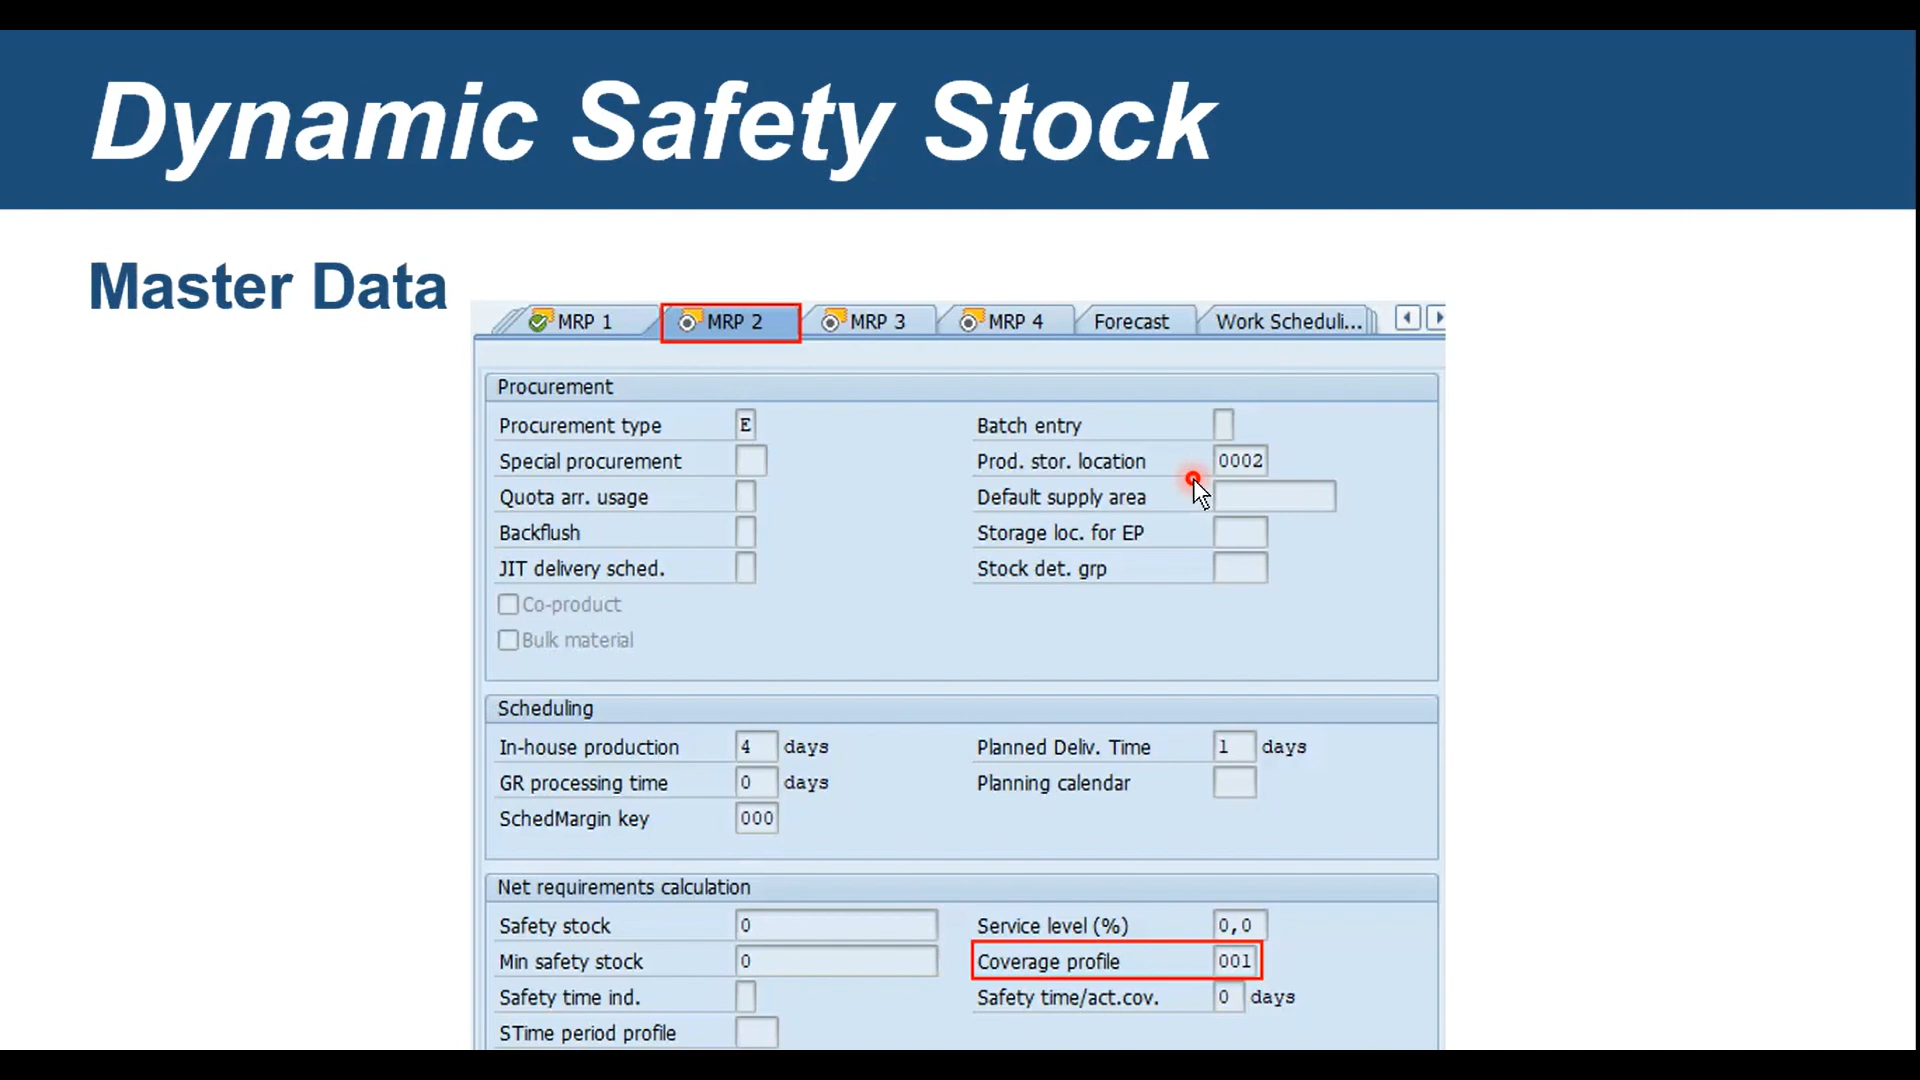 Dynamic Safety Stock
Master Data
MRP 1 MRP 2 MRP 3 MRP 4 Forecast Work Scheduli...
Procurement
Procurement type E Batch entry
Special procurement Prod. stor. location 0002
Quota arr. usage Default supply area
Backflush Storage loc. for EP
JIT delivery sched. Stock det. grp
Co-product
Bulk material
Scheduling
In-house production 4 days Planned Deliv. Time 1 days
GR processing time 0 days Planning calendar
SchedMargin key 000
Net requirements calculation
Safety stock 0 Service level (%) 0,0
Min safety stock 0 Coverage profile 001
Safety time ind. Safety time/act.cov. 0 days
STime period profile